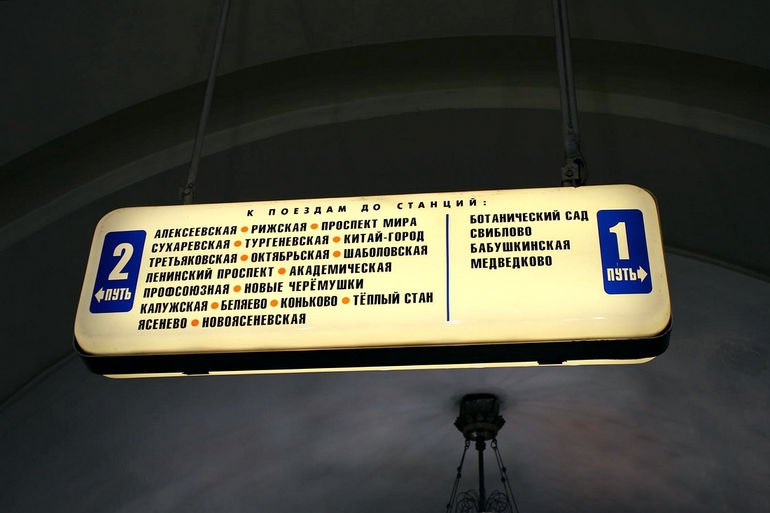 К ПОЕЗДАМ ДО СТАНЦИЙ:
2
←ПУТЬ
АЛЕКСЕЕВСКАЯ • РИЖСКАЯ • ПРОСПЕКТ МИРА
СУХАРЕВСКАЯ • ТУРГЕНЕВСКАЯ • КИТАЙ-ГОРОД
ТРЕТЬЯКОВСКАЯ • ОКТЯБРЬСКАЯ • ШАБОЛОВСКАЯ
ЛЕНИНСКИЙ ПРОСПЕКТ • АКАДЕМИЧЕСКАЯ
ПРОФСОЮЗНАЯ • НОВЫЕ ЧЕРЁМУШКИ
КАЛУЖСКАЯ • БЕЛЯЕВО • КОНЬКОВО • ТЁПЛЫЙ СТАН
ЯСЕНЕВО • НОВОЯСЕНЕВСКАЯ
БОТАНИЧЕСКИЙ САД
СВИБЛОВО
БАБУШКИНСКАЯ
МЕДВЕДКОВО
1
ПУТЬ→